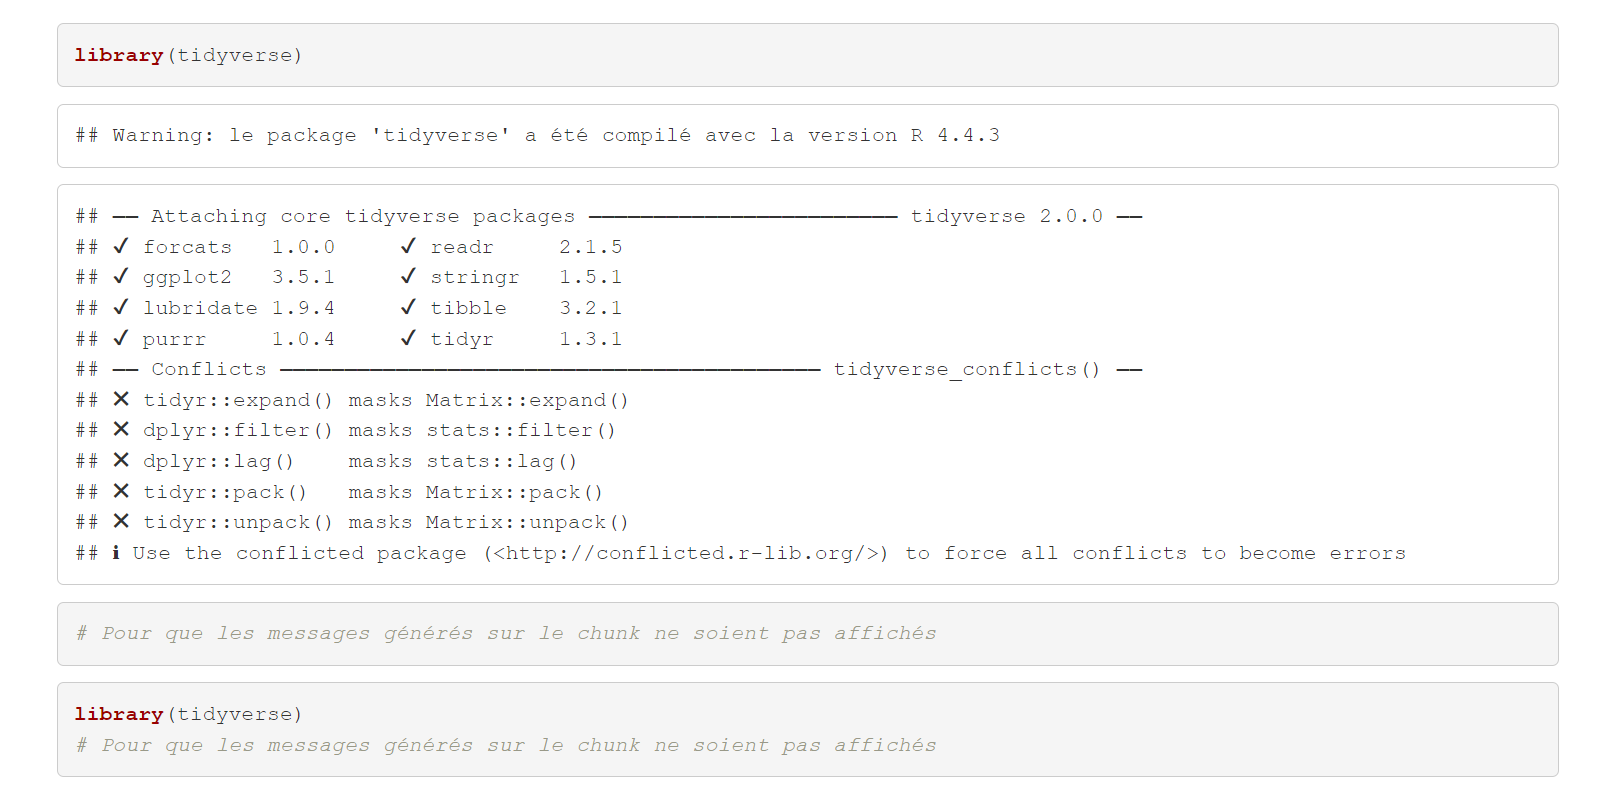 library(tidyverse)
## Warning: le package 'tidyverse' a été compilé avec la version R 4.4.3
## ── Attaching core tidyverse packages ──────────────────────── tidyverse 2.0.0 ──
## ✔ forcats   1.0.0     ✔ readr     2.1.5
## ✔ ggplot2   3.5.1     ✔ stringr   1.5.1
## ✔ lubridate 1.9.4     ✔ tibble    3.2.1
## ✔ purrr     1.0.4     ✔ tidyr     1.3.1
## ── Conflicts ────────────────────────────────────────── tidyverse_conflicts() ──
## ✖ tidyr::expand() masks Matrix::expand()
## ✖ dplyr::filter() masks stats::filter()
## ✖ dplyr::lag()    masks stats::lag()
## ✖ tidyr::pack()   masks Matrix::pack()
## ✖ tidyr::unpack() masks Matrix::unpack()
## ℹ Use the conflicted package (<http://conflicted.r-lib.org/>) to force all conflicts to become errors
# Pour que les messages générés sur le chunk ne soient pas affichés
library(tidyverse)
# Pour que les messages générés sur le chunk ne soient pas affichés